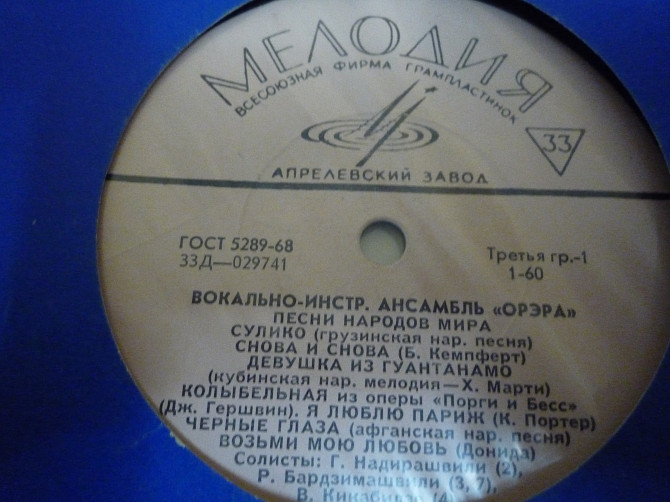 МЕЛОДИЯ
ВСЕСОЮЗНАЯ ФИРМА ГРАМПЛАСТИНОК
33
АПРЕЛЕВСКИЙ ЗАВОД
ГОСТ 5289-68
33Д—029741
Третья гр.-1
1-60
ВОКАЛЬНО-ИНСТР. АНСАМБЛЬ «ОРЭРА»
ПЕСНИ НАРОДОВ МИРА
СУЛИКО (грузинская нар. песня)
СНОВА И СНОВА (Б. Кемпферт)
ДЕВУШКА ИЗ ГУАНТАНАМО
(кубинская нар. мелодия—Х. Марти)
КОЛЫБЕЛЬНАЯ из оперы «Порги и Бесс»
(Дж. Гершвин). Я ЛЮБЛЮ ПАРИЖ (К. Портер)
ЧЕРНЫЕ ГЛАЗА (афганская нар. песня)
ВОЗЬМИ МОЮ ЛЮБОВЬ (Донида)
Солисты: Г. Надирашвили (2),
Р. Бардзимашвили (3, 7),
В. Кикабидзе (4)